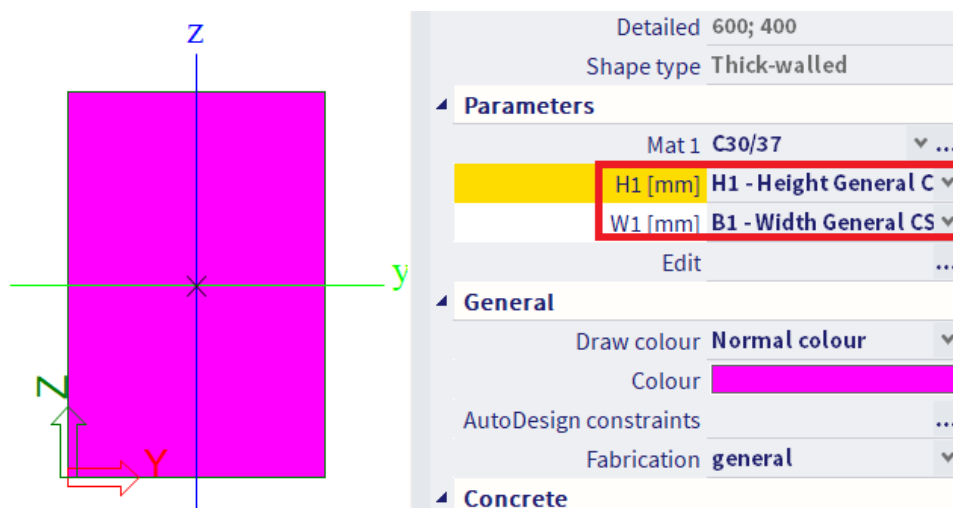 z
y
Z
Y
Detailed 600; 400
Shape type Thick-walled
Parameters
Mat 1 C30/37 ...
H1 [mm] H1 - Height General C
W1 [mm] B1 - Width General CS
Edit ...
General
Draw colour Normal colour
Colour
AutoDesign constraints ...
Fabrication general
Concrete